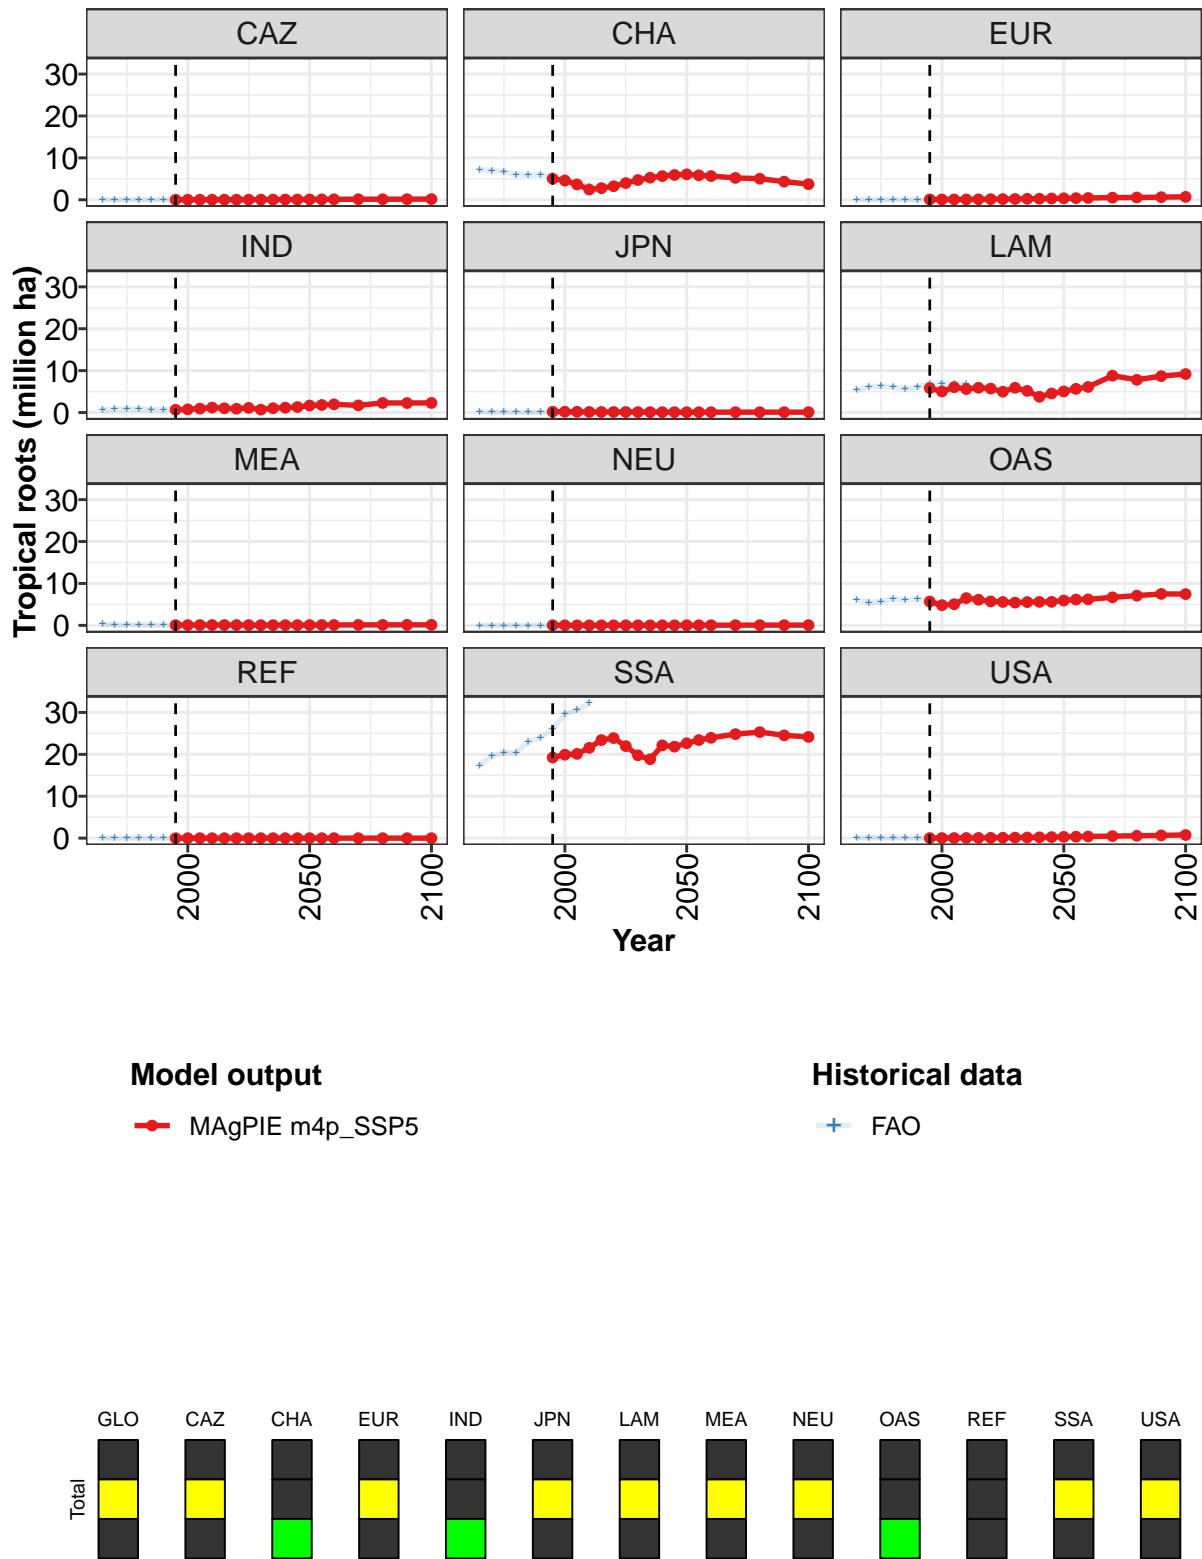 CAZ CHA EUR
30
20
10
0
IND JPN LAM
30
20
10
0
MEA NEU OAS
30
20
10
0
REF SSA USA
30
20
10
0
Tropical roots (million ha)
2000 2050 2100 2000 2050 2100 2000 2050 2100
Year
Model output Historical data
MAgPIE m4p_SSP5 FAO
GLO CAZ CHA EUR IND JPN LAM MEA NEU OAS REF SSA USA
Total